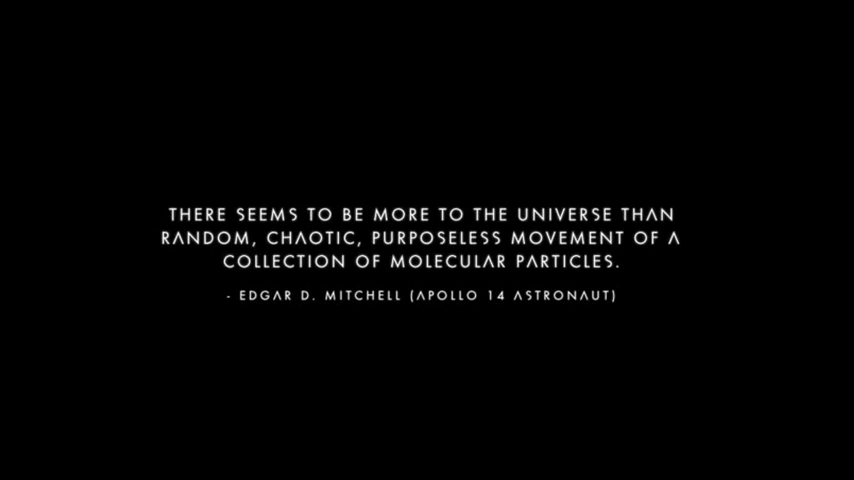 THERE SEEMS TO BE MORE TO THE UNIVERSE THAN
RANDOM, CHAOTIC, PURPOSELESS MOVEMENT OF A
COLLECTION OF MOLECULAR PARTICLES.
- EDGAR D. MITCHELL (APOLLO 14 ASTRONAUT)